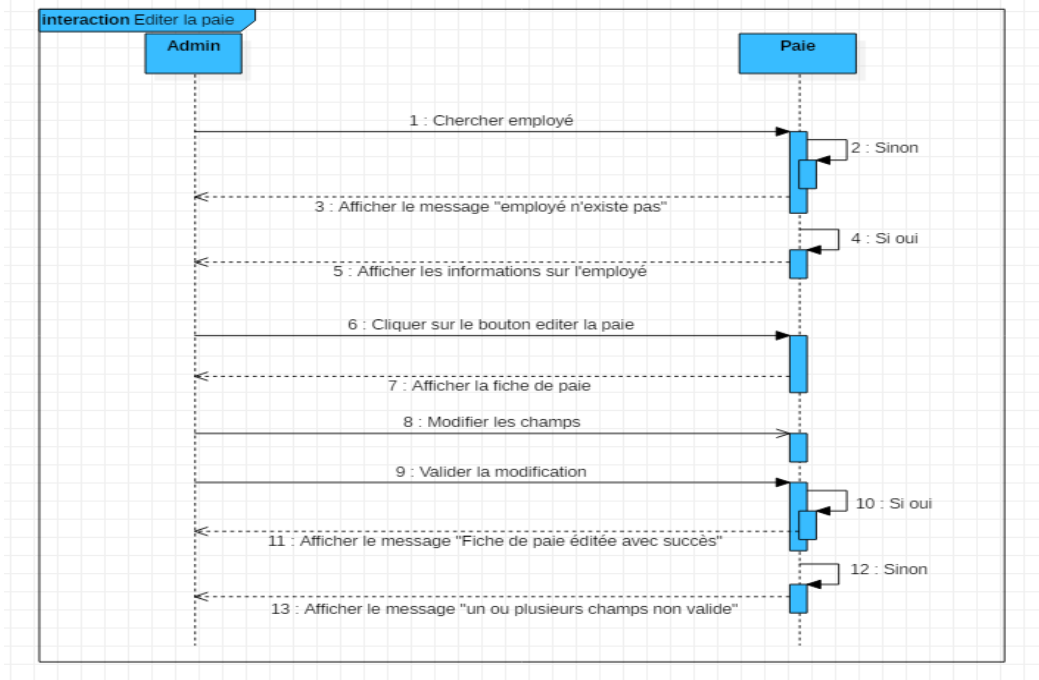 interaction Editer la paie
Admin
Paie
1 : Chercher employé
2 : Sinon
3 : Afficher le message "employé n'existe pas"
4 : Si oui
5 : Afficher les informations sur l'employé
6 : Cliquer sur le bouton editer la paie
7 : Afficher la fiche de paie
8 : Modifier les champs
9 : Valider la modification
10 : Si oui
11 : Afficher le message "Fiche de paie éditée avec succès"
12 : Sinon
13 : Afficher le message "un ou plusieurs champs non valide"